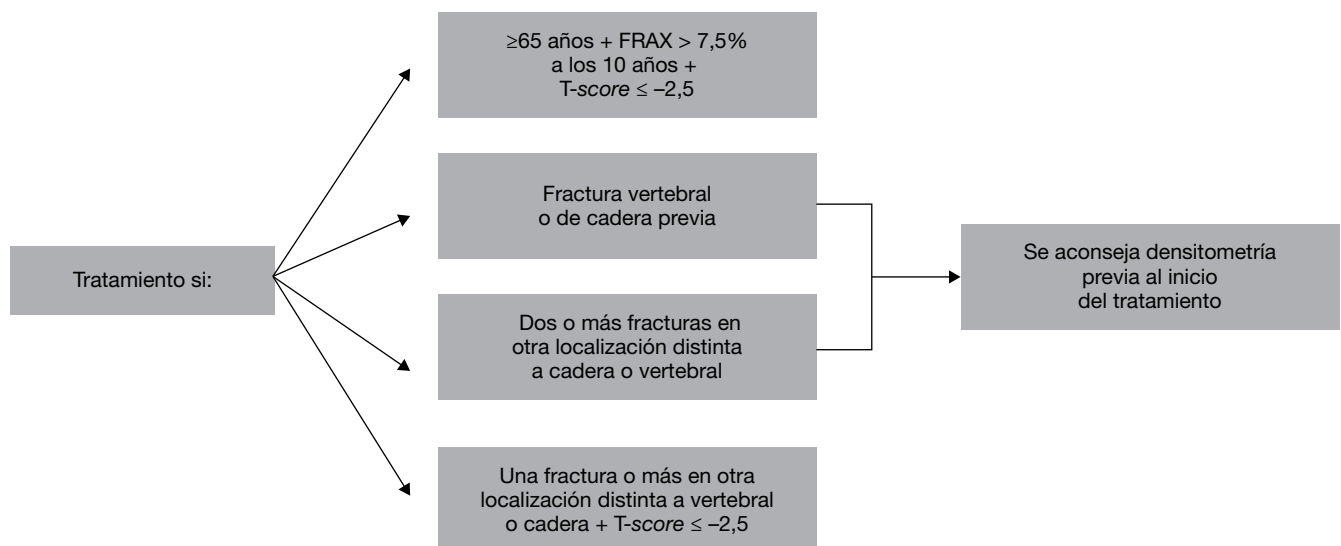 ≥65 años + FRAX > 7,5%
a los 10 años +
T-score ≤ –2,5
Fractura vertebral
o de cadera previa
Tratamiento si:
Se aconseja densitometría
previa al inicio
del tratamiento
Dos o más fracturas en
otra localización distinta
a cadera o vertebral
Una fractura o más en otra
localización distinta a vertebral
o cadera + T-score ≤ –2,5